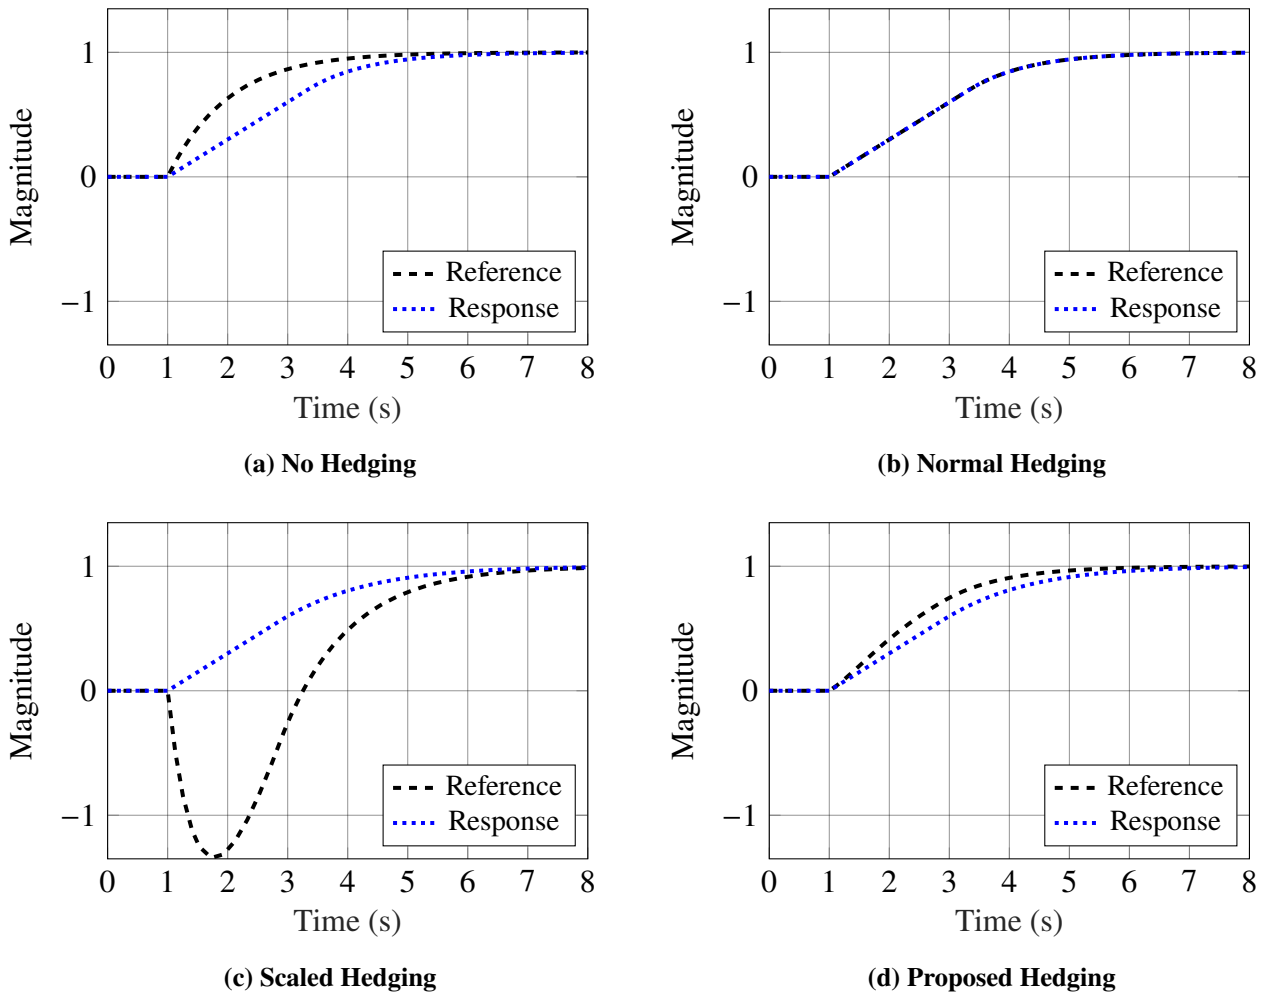 1
0
−1
Magnitude
Reference
Response
0 1 2 3 4 5 6 7 8
Time (s)
(a) No Hedging
1
0
−1
Magnitude
Reference
Response
0 1 2 3 4 5 6 7 8
Time (s)
(b) Normal Hedging
1
0
−1
Magnitude
Reference
Response
0 1 2 3 4 5 6 7 8
Time (s)
(c) Scaled Hedging
1
0
−1
Magnitude
Reference
Response
0 1 2 3 4 5 6 7 8
Time (s)
(d) Proposed Hedging